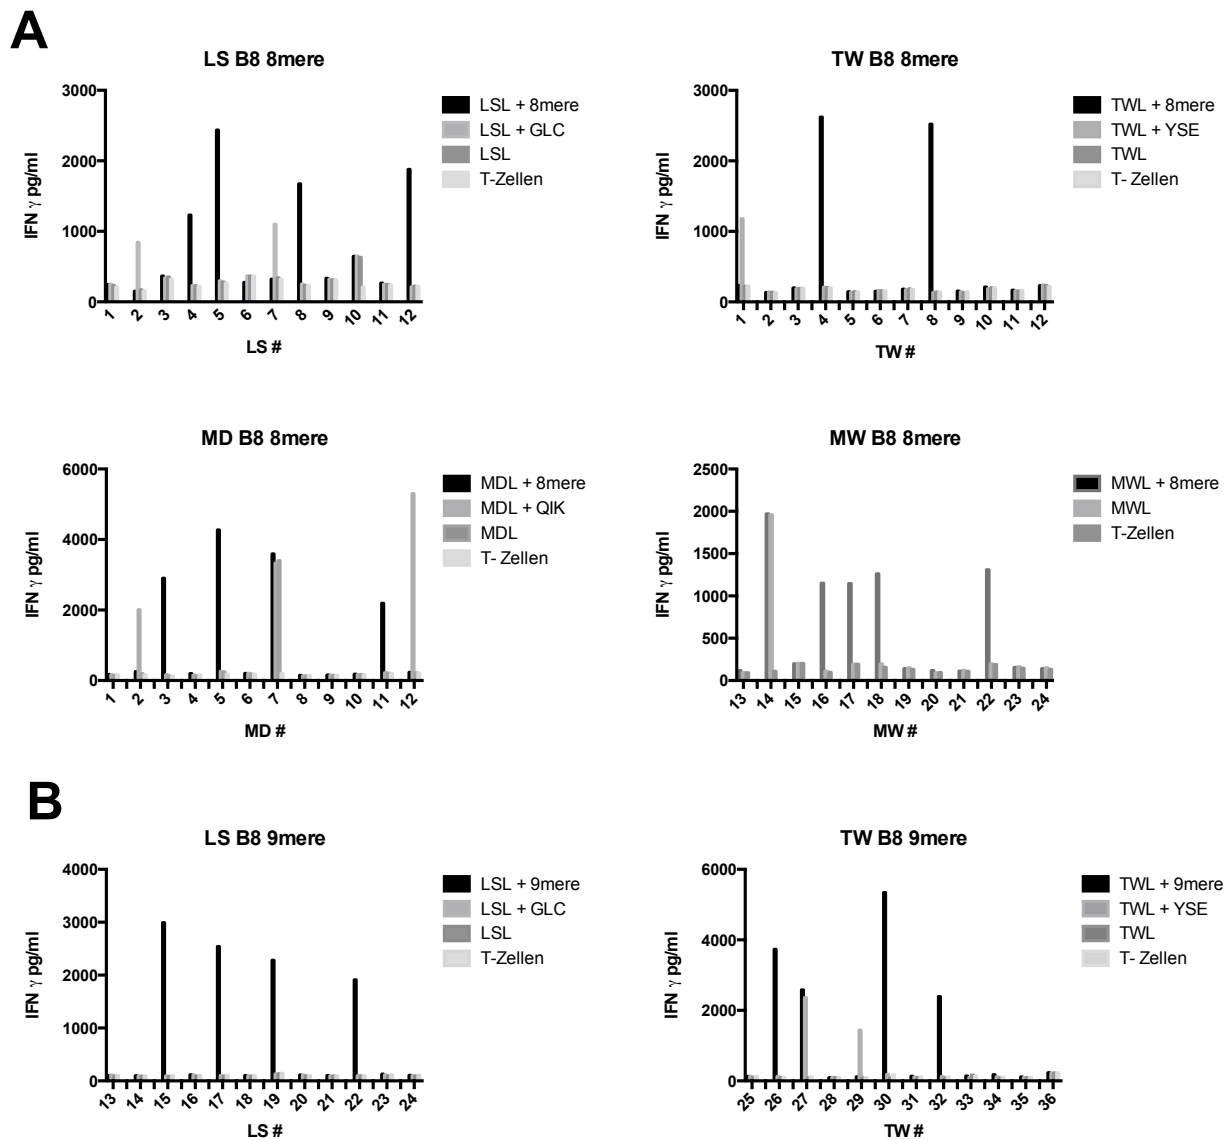 A
LS B8 8mere
3000
2000
1000
0
IFN γ pg/ml
1 2 3 4 5 6 7 8 9 10 11 12
LS #
LSL + 8mere
LSL + GLC
LSL
T-Zellen
TW B8 8mere
3000
2000
1000
0
IFN γ pg/ml
1 2 3 4 5 6 7 8 9 10 11 12
TW #
TWL + 8mere
TWL + YSE
TWL
T- Zellen
MD B8 8mere
6000
4000
2000
0
IFN γ pg/ml
1 2 3 4 5 6 7 8 9 10 11 12
MD #
MDL + 8mere
MDL + QIK
MDL
T- Zellen
MW B8 8mere
2500
2000
1500
1000
500
0
IFN γ pg/ml
13 14 15 16 17 18 19 20 21 22 23 24
MW #
MWL + 8mere
MWL
T-Zellen
B
LS B8 9mere
4000
3000
2000
1000
0
IFN γ pg/ml
13 14 15 16 17 18 19 20 21 22 23 24
LS #
LSL + 9mere
LSL + GLC
LSL
T-Zellen
TW B8 9mere
6000
4000
2000
0
IFN γ pg/ml
25 26 27 28 29 30 31 32 33 34 35 36
TW #
TWL + 9mere
TWL + YSE
TWL
T- Zellen